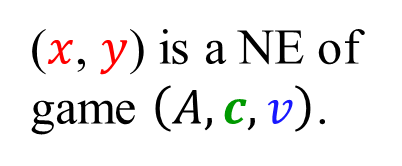 (x, y) is a NE of
game (A, c, v).